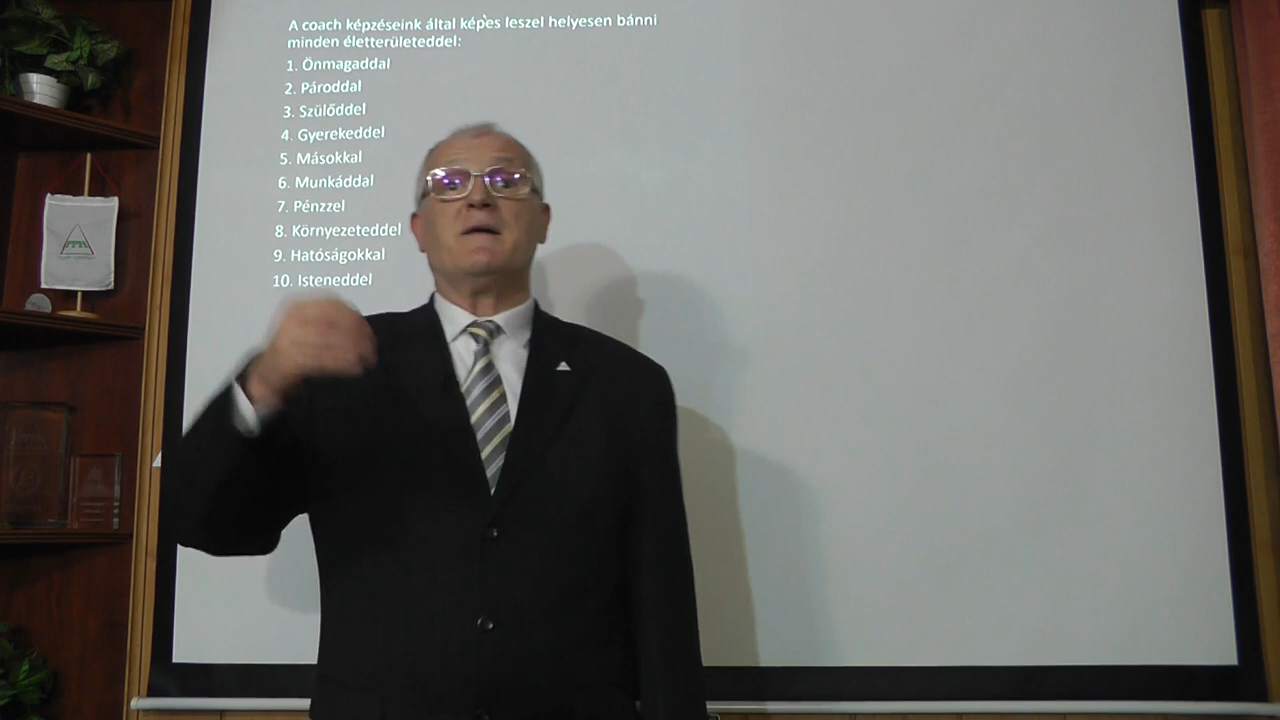 A coach képzéseink által képes leszel helyesen bánni
minden életterületeddel:
1. Önmagaddal
2. Pároddal
3. Szülőddel
4. Gyerekeddel
5. Másokkal
6. Munkáddal
7. Pénzzel
8. Környezeteddel
9. Hatóságokkal
10. Isteneddel